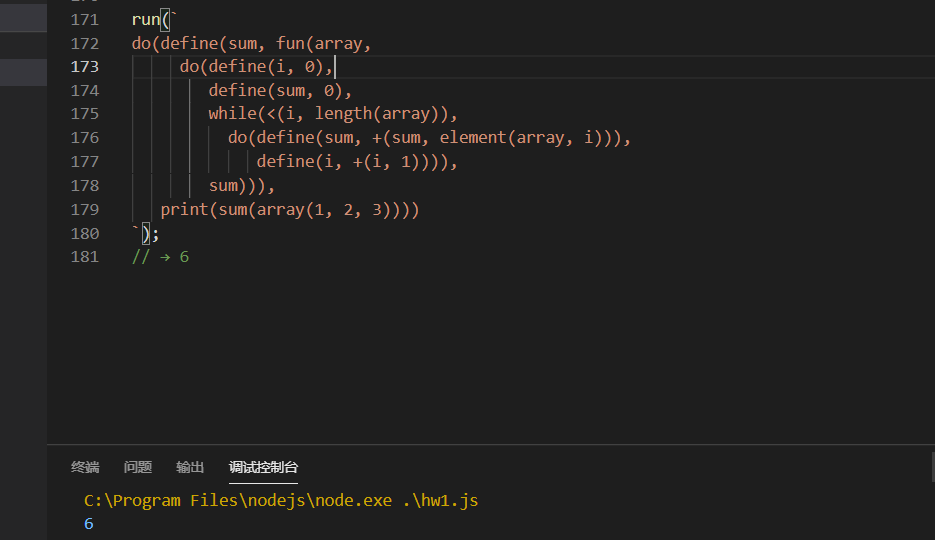 171 run(`
172 do(define(sum, fun(array,
173 do(define(i, 0),
174 define(sum, 0),
175 while(<(i, length(array)),
176 do(define(sum, +(sum, element(array, i))),
177 define(i, +(i, 1)))),
178 sum))),
179 print(sum(array(1, 2, 3))))
180 `);
181 // → 6
终端 问题 输出 调试控制台
C:\Program Files\nodejs\node.exe .\hw1.js
6